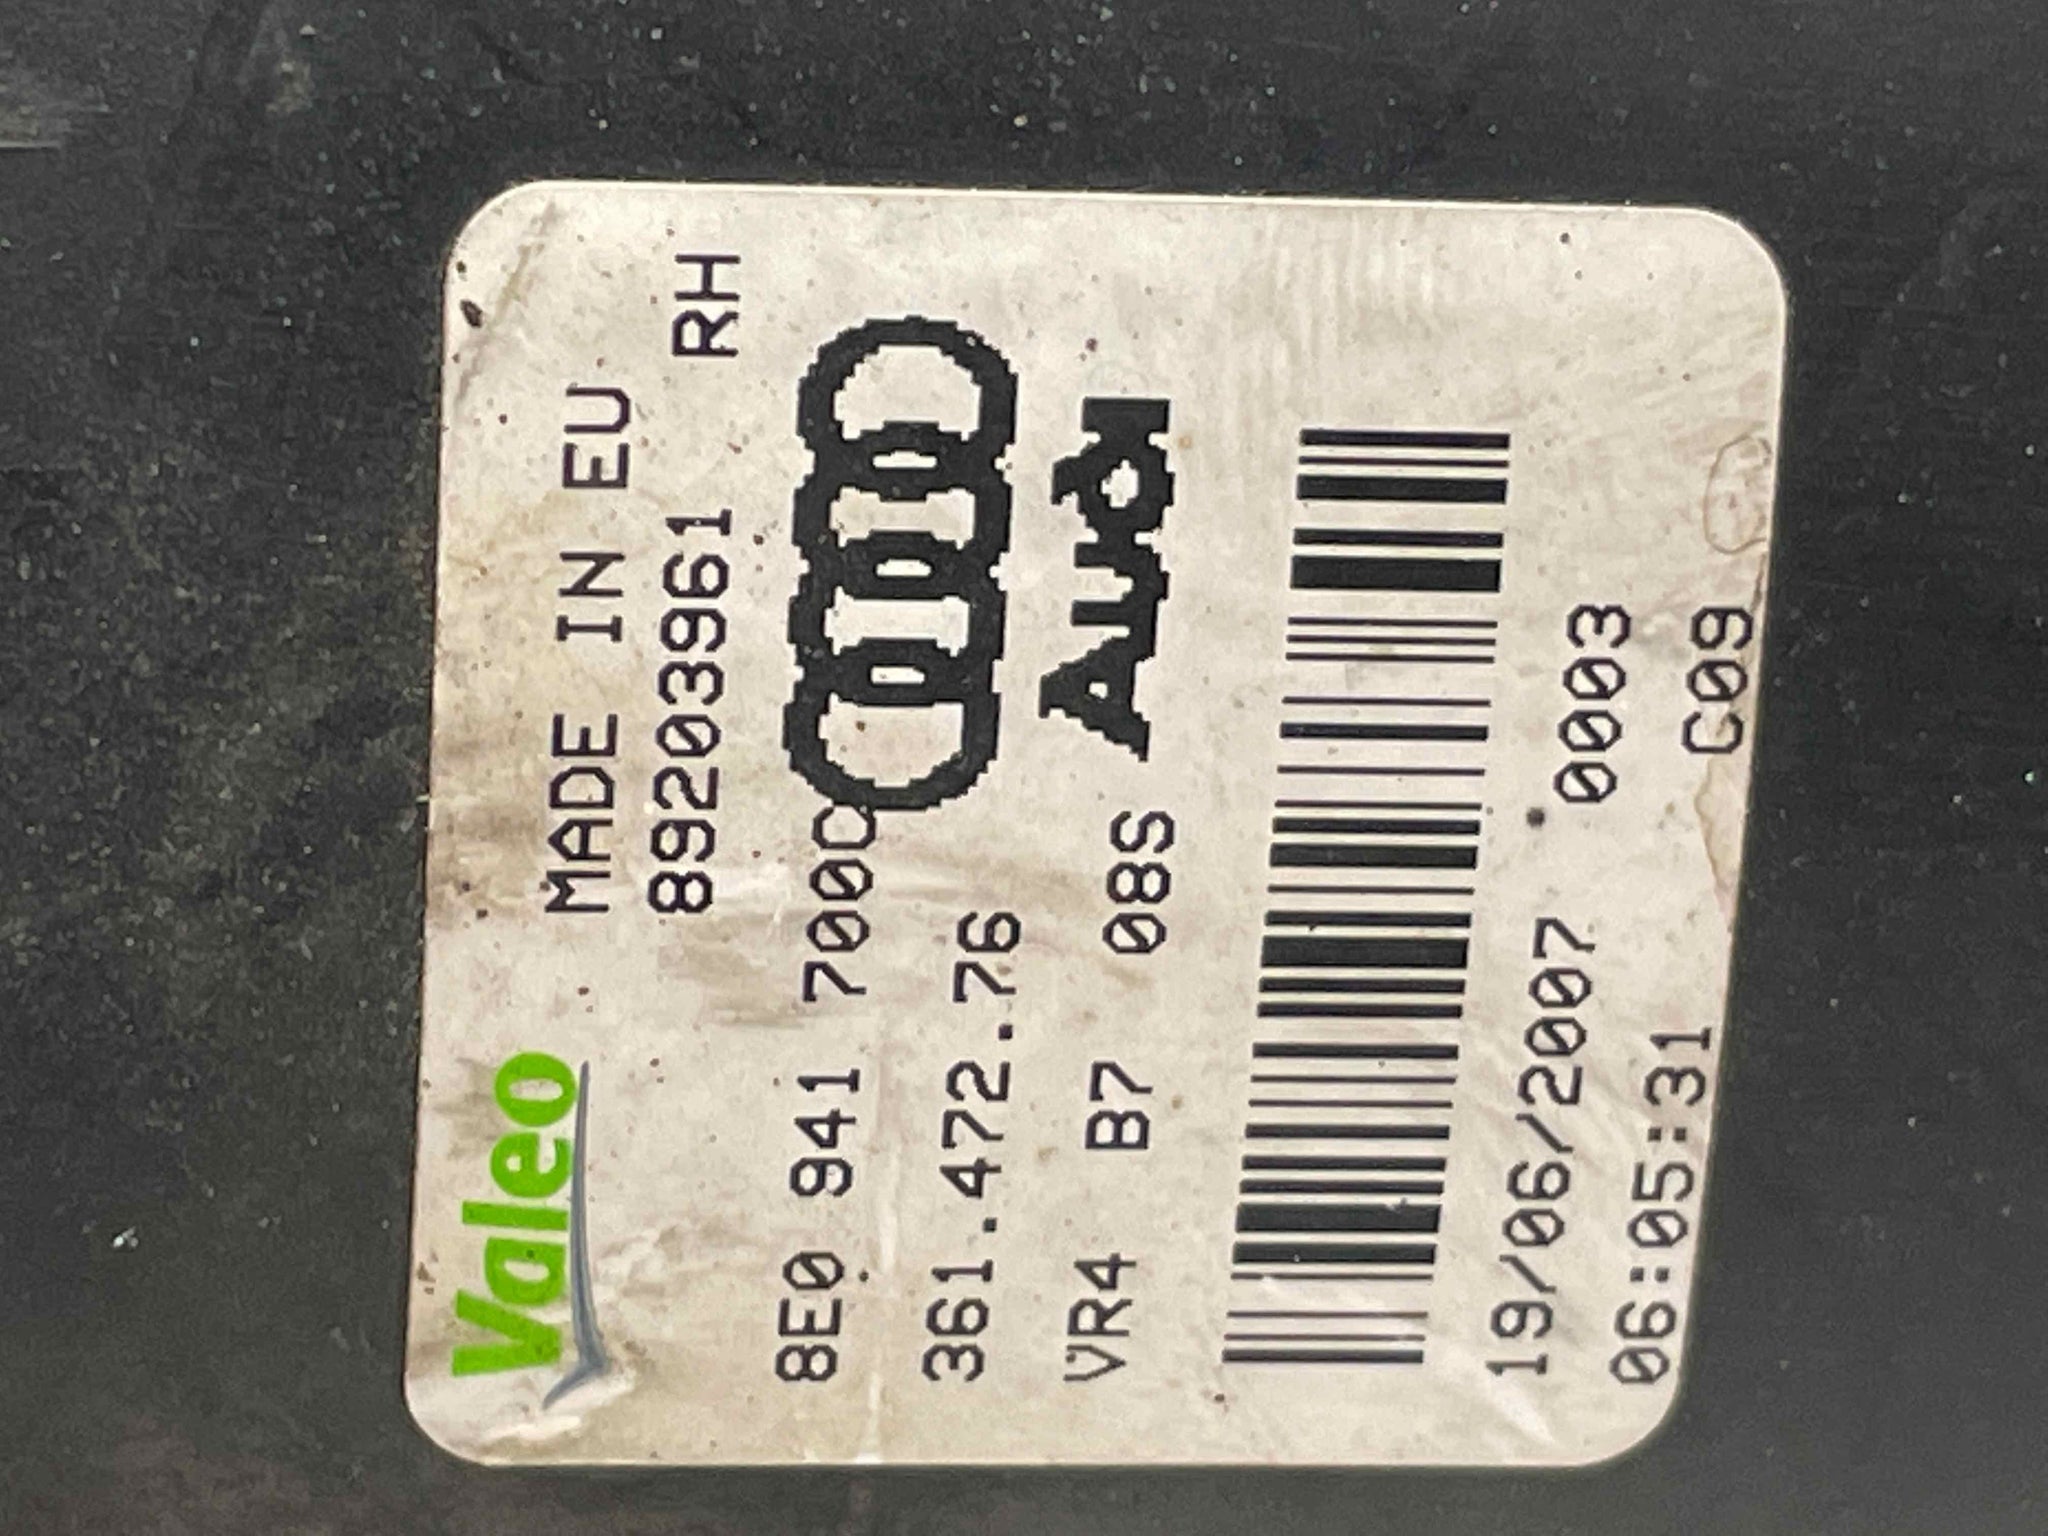 Valeo
MADE IN EU
89203961 RH
8E0 941 700C
361.472.76
VR4 B7 08S
Audi
19/06/2007 0003
06:05:31 C09